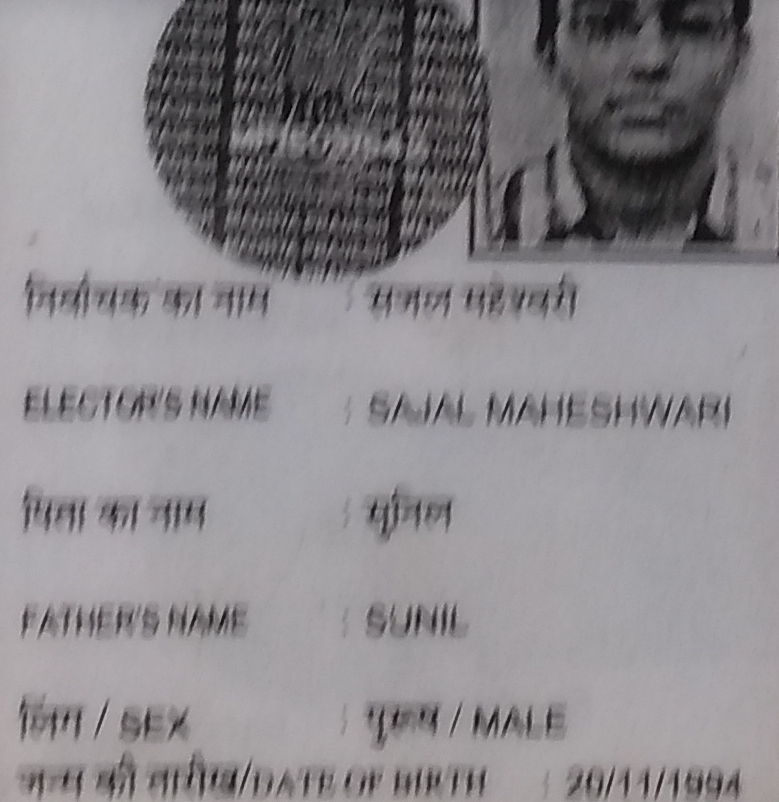 निर्वाचक का नाम : सजल महेश्वरी
ELECTOR'S NAME : SAJAL MAHESHWARI
पिता का नाम : सुनिल
FATHER'S NAME : SUNIL
लिंग / SEX : पुरूष / MALE
जन्म की तारीख/DATE OF BIRTH : 20/11/1994